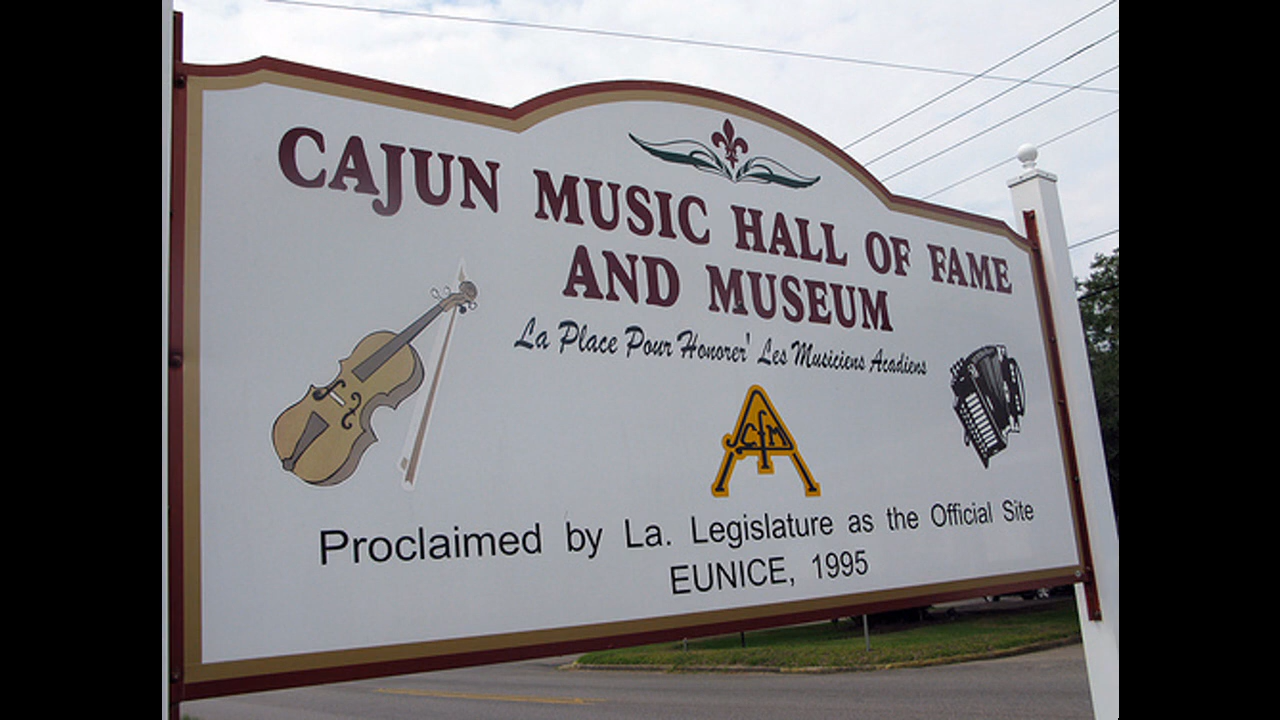 CAJUN MUSIC HALL OF FAME
AND MUSEUM
La Place Pour Honorer' Les Musiciens Acadiens
CFMA
Proclaimed by La. Legislature as the Official Site
EUNICE, 1995